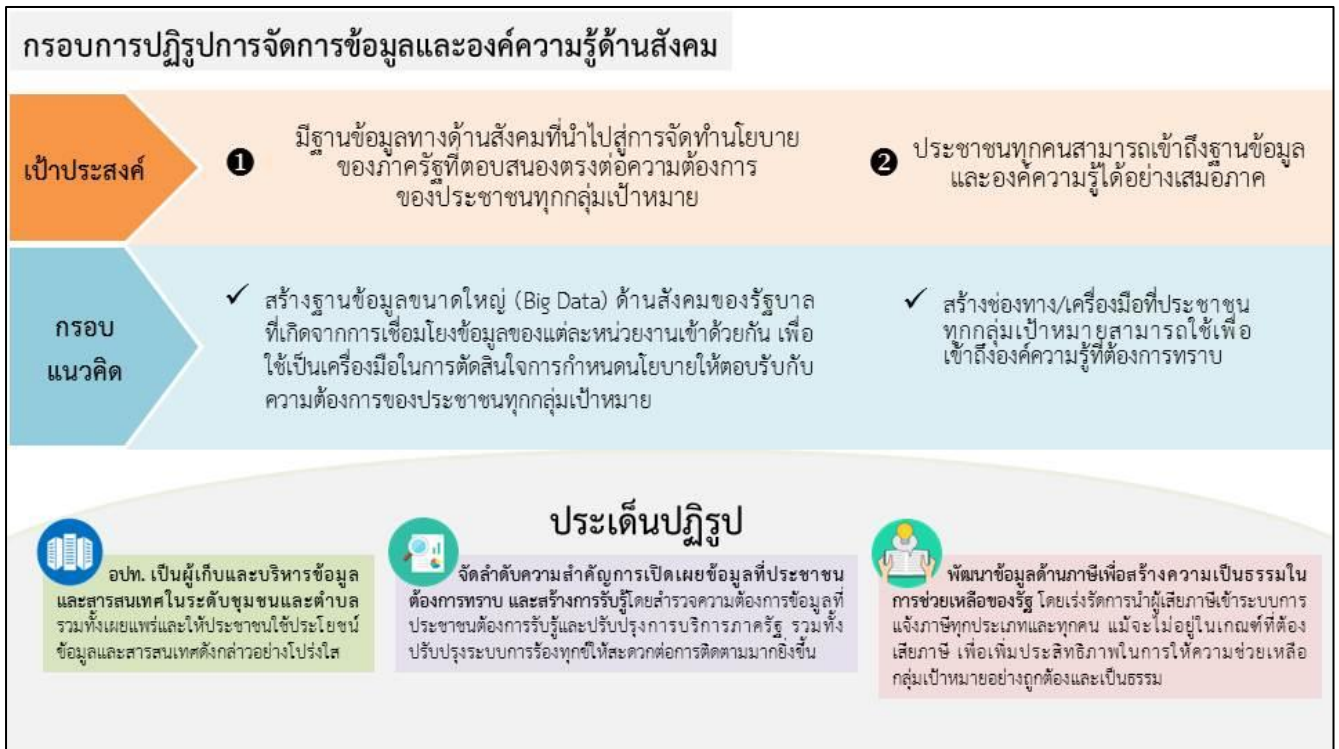 กรอบการปฏิรูปการจัดการข้อมูลและองค์ความรู้ด้านสังคม
เป้าประสงค์
❶
มีฐานข้อมูลทางด้านสังคมที่นำไปสู่การจัดทำนโยบาย
ของภาครัฐที่ตอบสนองตรงต่อความต้องการ
ของประชาชนทุกกลุ่มเป้าหมาย
❷
ประชาชนทุกคนสามารถเข้าถึงฐานข้อมูล
และองค์ความรู้ได้อย่างเสมอภาค
กรอบ
แนวคิด
✓ สร้างฐานข้อมูลขนาดใหญ่ (Big Data) ด้านสังคมของรัฐบาล
ที่เกิดจากการเชื่อมโยงข้อมูลของแต่ละหน่วยงานเข้าด้วยกัน เพื่อ
ใช้เป็นเครื่องมือในการตัดสินใจการกำหนดนโยบายให้ตอบรับกับ
ความต้องการของประชาชนทุกกลุ่มเป้าหมาย
✓ สร้างช่องทาง/เครื่องมือที่ประชาชน
ทุกกลุ่มเป้าหมายสามารถใช้เพื่อ
เข้าถึงองค์ความรู้ที่ต้องการทราบ
ประเด็นปฏิรูป
อปท. เป็นผู้เก็บและบริหารข้อมูล
และสารสนเทศในระดับชุมชนและตำบล
รวมทั้งเผยแพร่และให้ประชาชนใช้ประโยชน์
ข้อมูลและสารสนเทศดังกล่าวอย่างโปร่งใส
จัดลำดับความสำคัญการเปิดเผยข้อมูลที่ประชาชน
ต้องการทราบ และสร้างการรับรู้โดยสำรวจความต้องการข้อมูลที่
ประชาชนต้องการรับรู้และปรับปรุงการบริการภาครัฐ รวมทั้ง
ปรับปรุงระบบการร้องทุกข์ให้สะดวกต่อการติดตามมากยิ่งขึ้น
พัฒนาข้อมูลด้านภาษีเพื่อสร้างความเป็นธรรมใน
การช่วยเหลือของรัฐ โดยเร่งรัดการนำผู้เสียภาษีเข้าระบบการ
แจ้งภาษีทุกประเภทและทุกคน แม้จะไม่อยู่ในเกณฑ์ที่ต้อง
เสียภาษี เพื่อเพิ่มประสิทธิภาพในการให้ความช่วยเหลือ
กลุ่มเป้าหมายอย่างถูกต้องและเป็นธรรม